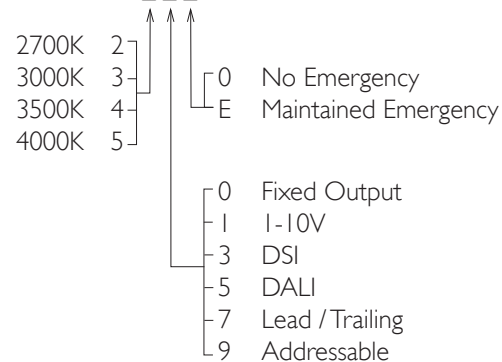 2700K 2
3000K 3
3500K 4
4000K 5
0 No Emergency
E Maintained Emergency
0 Fixed Output
1 1-10V
3 DSI
5 DALI
7 Lead / Trailing
9 Addressable